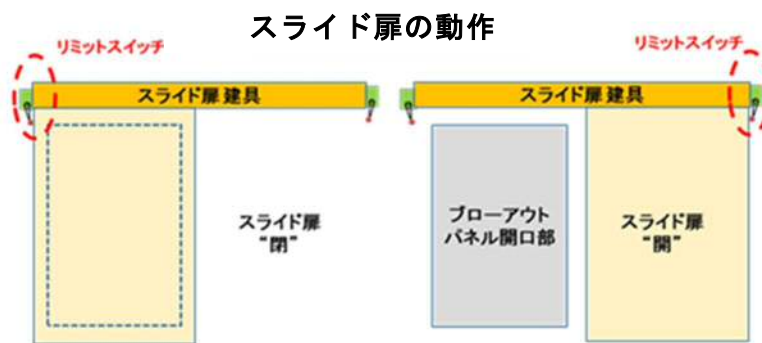 スライド扉の動作
リミットスイッチ
リミットスイッチ
スライド扉建具
スライド扉建具
スライド扉
“閉”
ブローアウト
パネル開口部
スライド扉
“開”